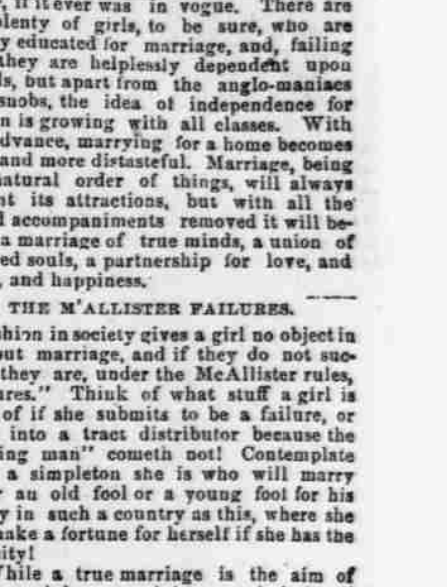 , if it ever was in vogue. There are
plenty of girls, to be sure, who are
y educated for marriage, and, failing
they are helplessly dependent upon
ls, but apart from the anglo-maniacs
snobs, the idea of independence for
n is growing with all classes. With
dvance, marrying for a home becomes
and more distasteful. Marriage, being
natural order of things, will always
nt its attractions, but with all the
l accompaniments removed it will be-
a marriage of true minds, a union of
ed souls, a partnership for love, and
, and happiness.
THE M'ALLISTER FAILURES.
shion in society gives a girl no object in
out marriage, and if they do not suc-
they are, under the McAllister rules,
ures." Think of what stuff a girl is
of if she submits to be a failure, or
into a tract distributor because the
ing man" cometh not! Contemplate
a simpleton she is who will marry
r an old fool or a young fool for his
y in such a country as this, where she
make a fortune for herself if she has the
ity!
While a true marriage is the aim of